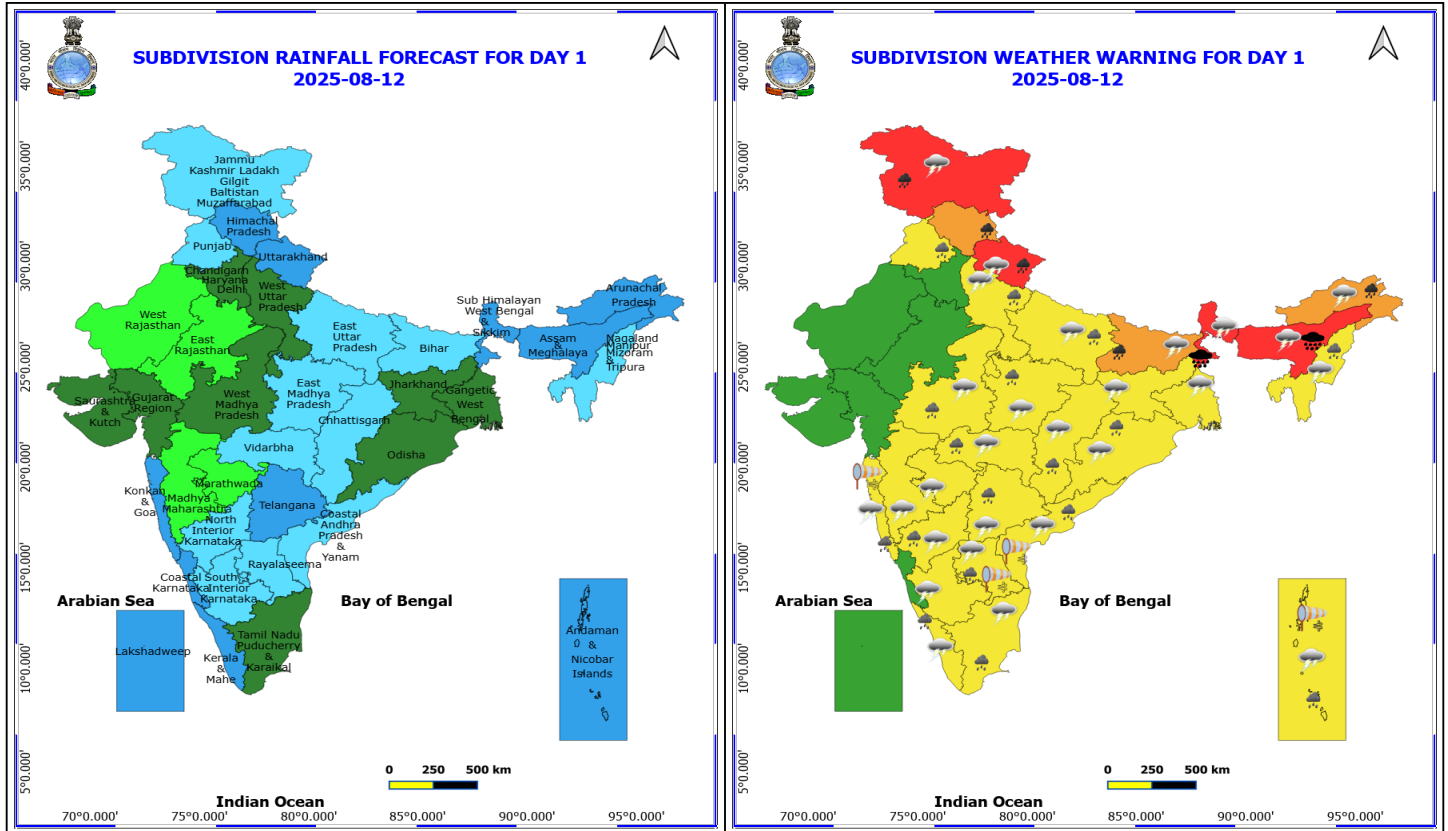 SUBDIVISION RAINFALL FORECAST FOR DAY 1
2025-08-12
40°0.000'
35°0.000'
30°0.000'
25°0.000'
20°0.000'
15°0.000'
10°0.000'
5°0.000'
Jammu
Kashmir Ladakh
Gilgit
Baltistan
Muzaffarabad
Himachal
Pradesh
Punjab
Uttarakhand
Chandigarh
Haryana
Delhi
West
Uttar
Pradesh
West
Rajasthan
East
Rajasthan
East
Uttar
Pradesh
Bihar
Sub Himalayan
West Bengal
&
Sikkim
Arunachal
Pradesh
Assam
&
Meghalaya
Nagaland
Manipur
Mizoram
&
Tripura
Saurashtra
&
Kutch
Gujarat
Region
West
Madhya
Pradesh
East
Madhya
Pradesh
Jharkhand
Gangetic
West
Bengal
Chhattisgarh
Odisha
Vidarbha
Konkan
&
Goa
Madhya
Maharashtra
Marathwada
Telangana
North
Interior
Karnataka
Coastal
Andhra
Pradesh
&
Yanam
Rayalaseema
Coastal
Karnataka
South
Interior
Karnataka
Tamil Nadu
Puducherry
&
Karaikal
Kerala
&
Mahe
Lakshadweep
Andaman
&
Nicobar
Islands
Arabian Sea
Bay of Bengal
Indian Ocean
0 250 500 km
70°0.000' 75°0.000' 80°0.000' 85°0.000' 90°0.000' 95°0.000'
SUBDIVISION WEATHER WARNING FOR DAY 1
2025-08-12
40°0.000'
35°0.000'
30°0.000'
25°0.000'
20°0.000'
15°0.000'
10°0.000'
5°0.000'
Arabian Sea
Bay of Bengal
Indian Ocean
0 250 500 km
70°0.000' 75°0.000' 80°0.000' 85°0.000' 90°0.000' 95°0.000'